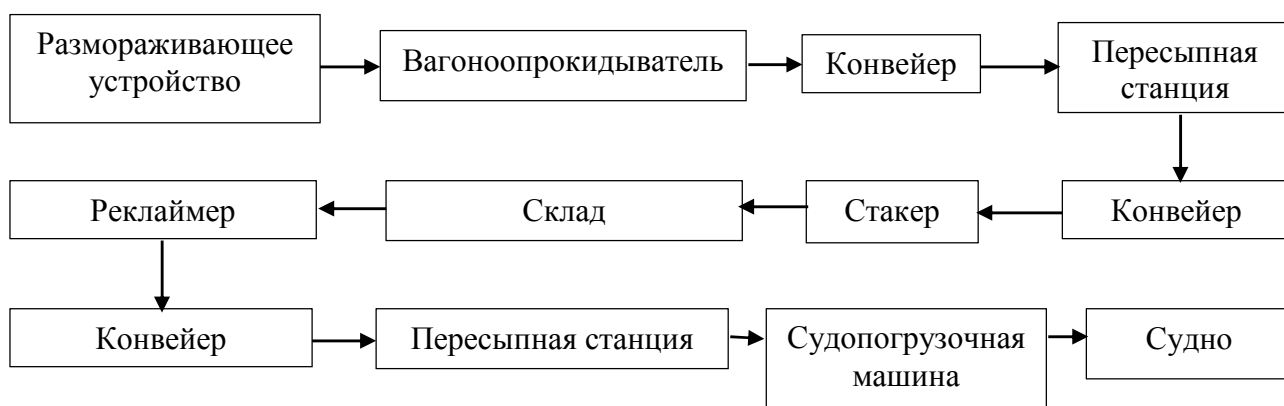 Размораживающее
устройство
Вагоноопрокидыватель
Конвейер
Пересыпная
станция
Реклаймер
Склад
Стакер
Конвейер
Конвейер
Пересыпная станция
Судопогрузочная
машина
Судно